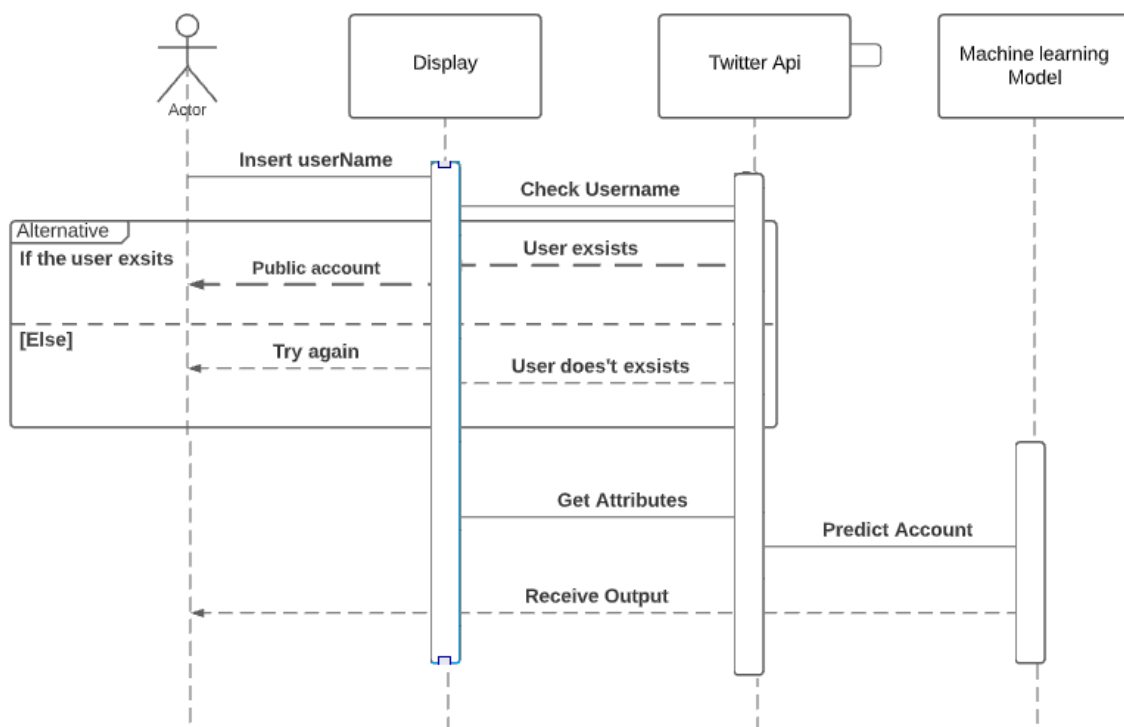 Actor
Display
Twitter Api
Machine learning
Model
Insert userName
Check Username
Alternative
If the user exsits
User exsists
Public account
[Else]
Try again
User does't exsists
Get Attributes
Predict Account
Receive Output